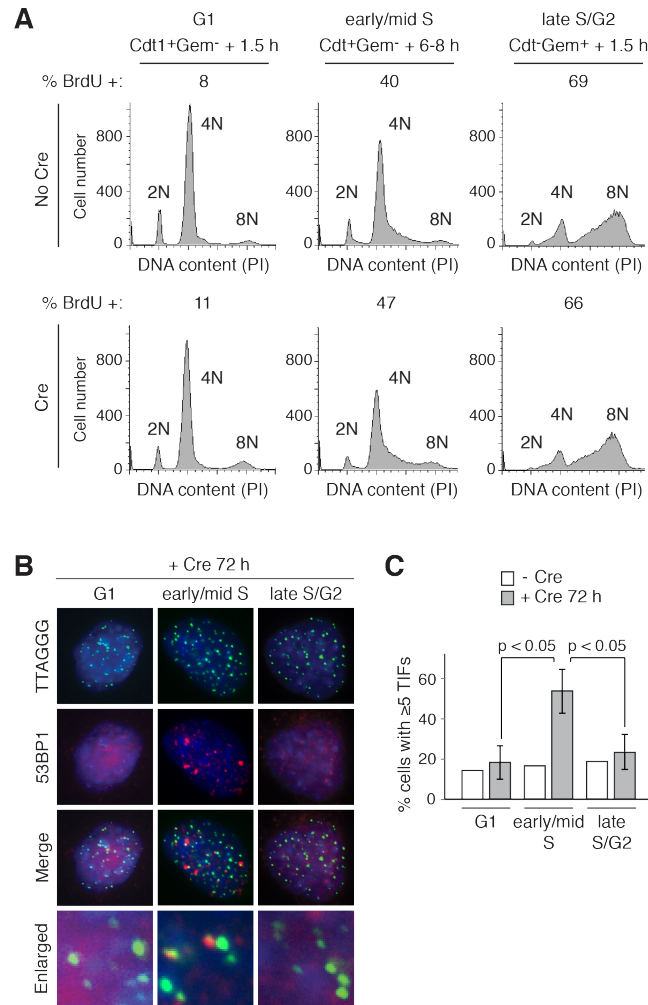 A
G1 early/mid S late S/G2
Cdt1+Gem- + 1.5 h Cdt+Gem- + 6-8 h Cdt-Gem+ + 1.5 h
% BrdU +: 8 40 69
No Cre
Cell number
800
400
0
2N
4N
8N
DNA content (PI)
800
400
0
2N
4N
8N
DNA content (PI)
800
400
0
2N
4N
8N
DNA content (PI)
% BrdU +: 11 47 66
Cre
Cell number
800
400
0
2N
4N
8N
DNA content (PI)
800
400
0
2N
4N
8N
DNA content (PI)
800
400
0
2N
4N
8N
DNA content (PI)
B
+ Cre 72 h
G1 early/mid S late S/G2
TTAGGG
53BP1
Merge
Enlarged
C
- Cre
+ Cre 72 h
p < 0.05 p < 0.05
% cells with ≥5 TIFs
60
40
20
0
G1 early/mid late
S S/G2